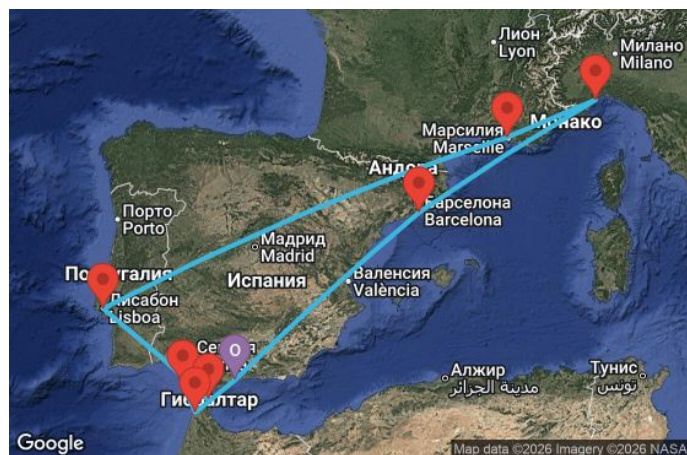 Лион
Lyon
Милано
Milano
Марсилия
Marseille
Монако
Андора
Барселона
Barcelona
Порто
Porto
Мадрид
Madrid
Португалия
Лисабон
Lisboa
Испания
Валенсия
València
O
Гибралтар
Алжир
مدينة الجزائر
Тунис
تونس
Google
Map data ©2026 Imagery ©2026 NASA